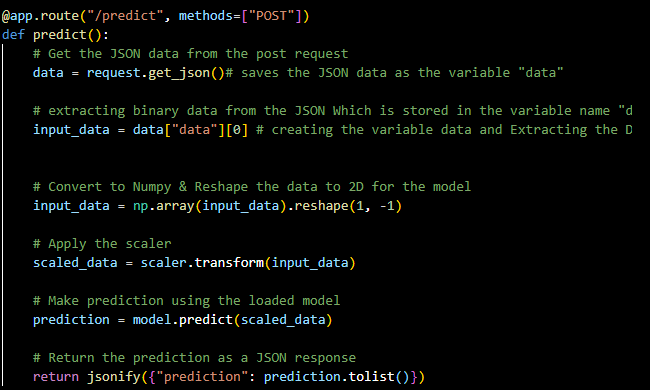 @app.route("/predict", methods=["POST"])
def predict():
    # Get the JSON data from the post request
    data = request.get_json()# saves the JSON data as the variable "data"
    # extracting binary data from the JSON Which is stored in the variable name "d
    input_data = data["data"][0] # creating the variable data and Extracting the D
    # Convert to Numpy & Reshape the data to 2D for the model
    input_data = np.array(input_data).reshape(1, -1)
    # Apply the scaler
    scaled_data = scaler.transform(input_data)
    # Make prediction using the loaded model
    prediction = model.predict(scaled_data)
    # Return the prediction as a JSON response
    return jsonify({"prediction": prediction.tolist()})